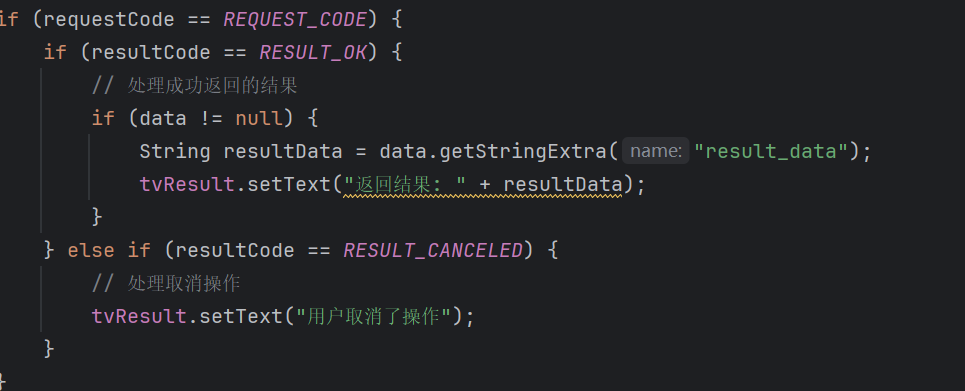 if (requestCode == REQUEST_CODE) {
    if (resultCode == RESULT_OK) {
        // 处理成功返回的结果
        if (data != null) {
            String resultData = data.getStringExtra( name: "result_data");
            tvResult.setText("返回结果: " + resultData);
        }
    } else if (resultCode == RESULT_CANCELED) {
        // 处理取消操作
        tvResult.setText("用户取消了操作");
    }
}